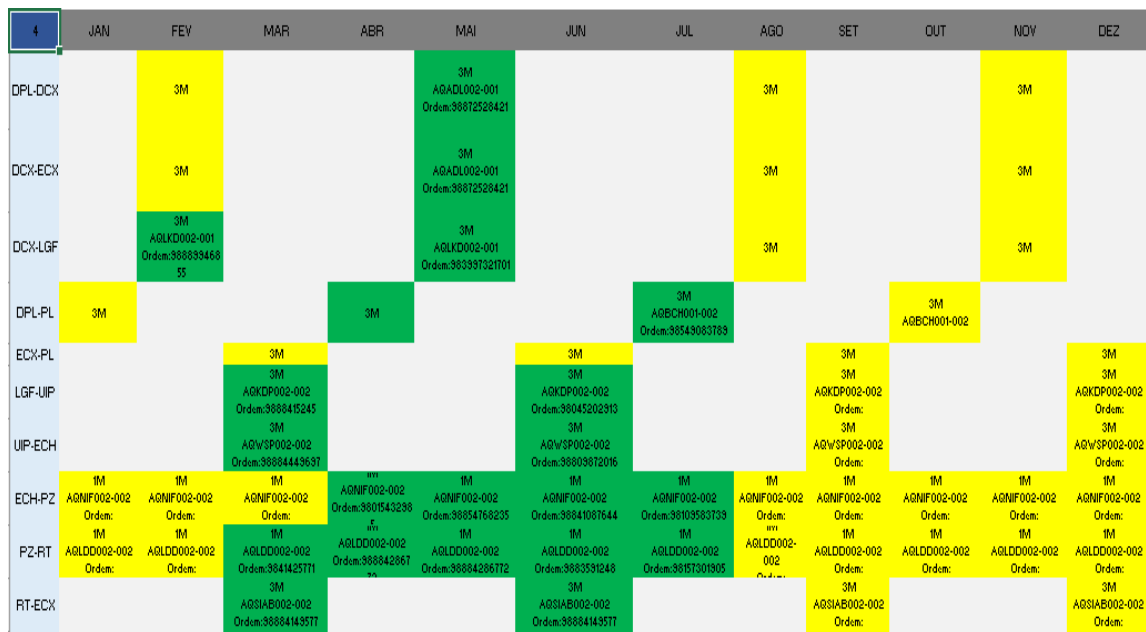 4 JAN FEV MAR ABR MAI JUN JUL AGO SET OUT NOV DEZ
DPL-DCX
3M
3M
AQADL002-001
Ordem:98872528421
3M
3M
DCX-ECX
3M
3M
AQADL002-001
Ordem:98872528421
3M
3M
DCX-LGF
3M
AQLKD002-001
Ordem:988899468
55
3M
AQLKD002-001
Ordem:983997321701
3M
3M
DPL-PL
3M
3M
3M
AQBCH001-002
Ordem:98549083789
3M
AQBCH001-002
ECX-PL
3M
3M
3M
3M
LGF-UIP
3M
AQKDP002-002
Ordem:9888415245
3M
AQKDP002-002
Ordem:98045202913
3M
AQKDP002-002
Ordem:
3M
AQKDP002-002
Ordem:
UIP-ECH
3M
AQWSP002-002
Ordem:98884449697
3M
AQWSP002-002
Ordem:98809872016
3M
AQWSP002-002
Ordem:
3M
AQWSP002-002
Ordem:
ECH-PZ
1M
AQNIF002-002
Ordem:
1M
AQNIF002-002
Ordem:
1M
AQNIF002-002
Ordem:
AQNIF002-002
Ordem:9801543298
1M
AQNIF002-002
Ordem:98854768235
1M
AQNIF002-002
Ordem:98841087644
1M
AQNIF002-002
Ordem:98109583739
1M
AQNIF002-002
Ordem:
1M
AQNIF002-002
Ordem:
1M
AQNIF002-002
Ordem:
1M
AQNIF002-002
Ordem:
1M
AQNIF002-002
Ordem:
PZ-RT
1M
AQLDD002-002
Ordem:
1M
AQLDD002-002
Ordem:
1M
AQLDD002-002
Ordem:9841425771
AQLDD002-002
Ordem:988842867
1M
AQLDD002-002
Ordem:98884286772
1M
AQLDD002-002
Ordem:9883591248
1M
AQLDD002-002
Ordem:98157301905
AQLDD002-
002
1M
AQLDD002-002
Ordem:
1M
AQLDD002-002
Ordem:
1M
AQLDD002-002
Ordem:
1M
AQLDD002-002
Ordem:
RT-ECX
3M
AQSIAB002-002
Ordem:98884149577
3M
AQSIAB002-002
Ordem:98884149577
3M
AQSIAB002-002
Ordem:
3M
AQSIAB002-002
Ordem: